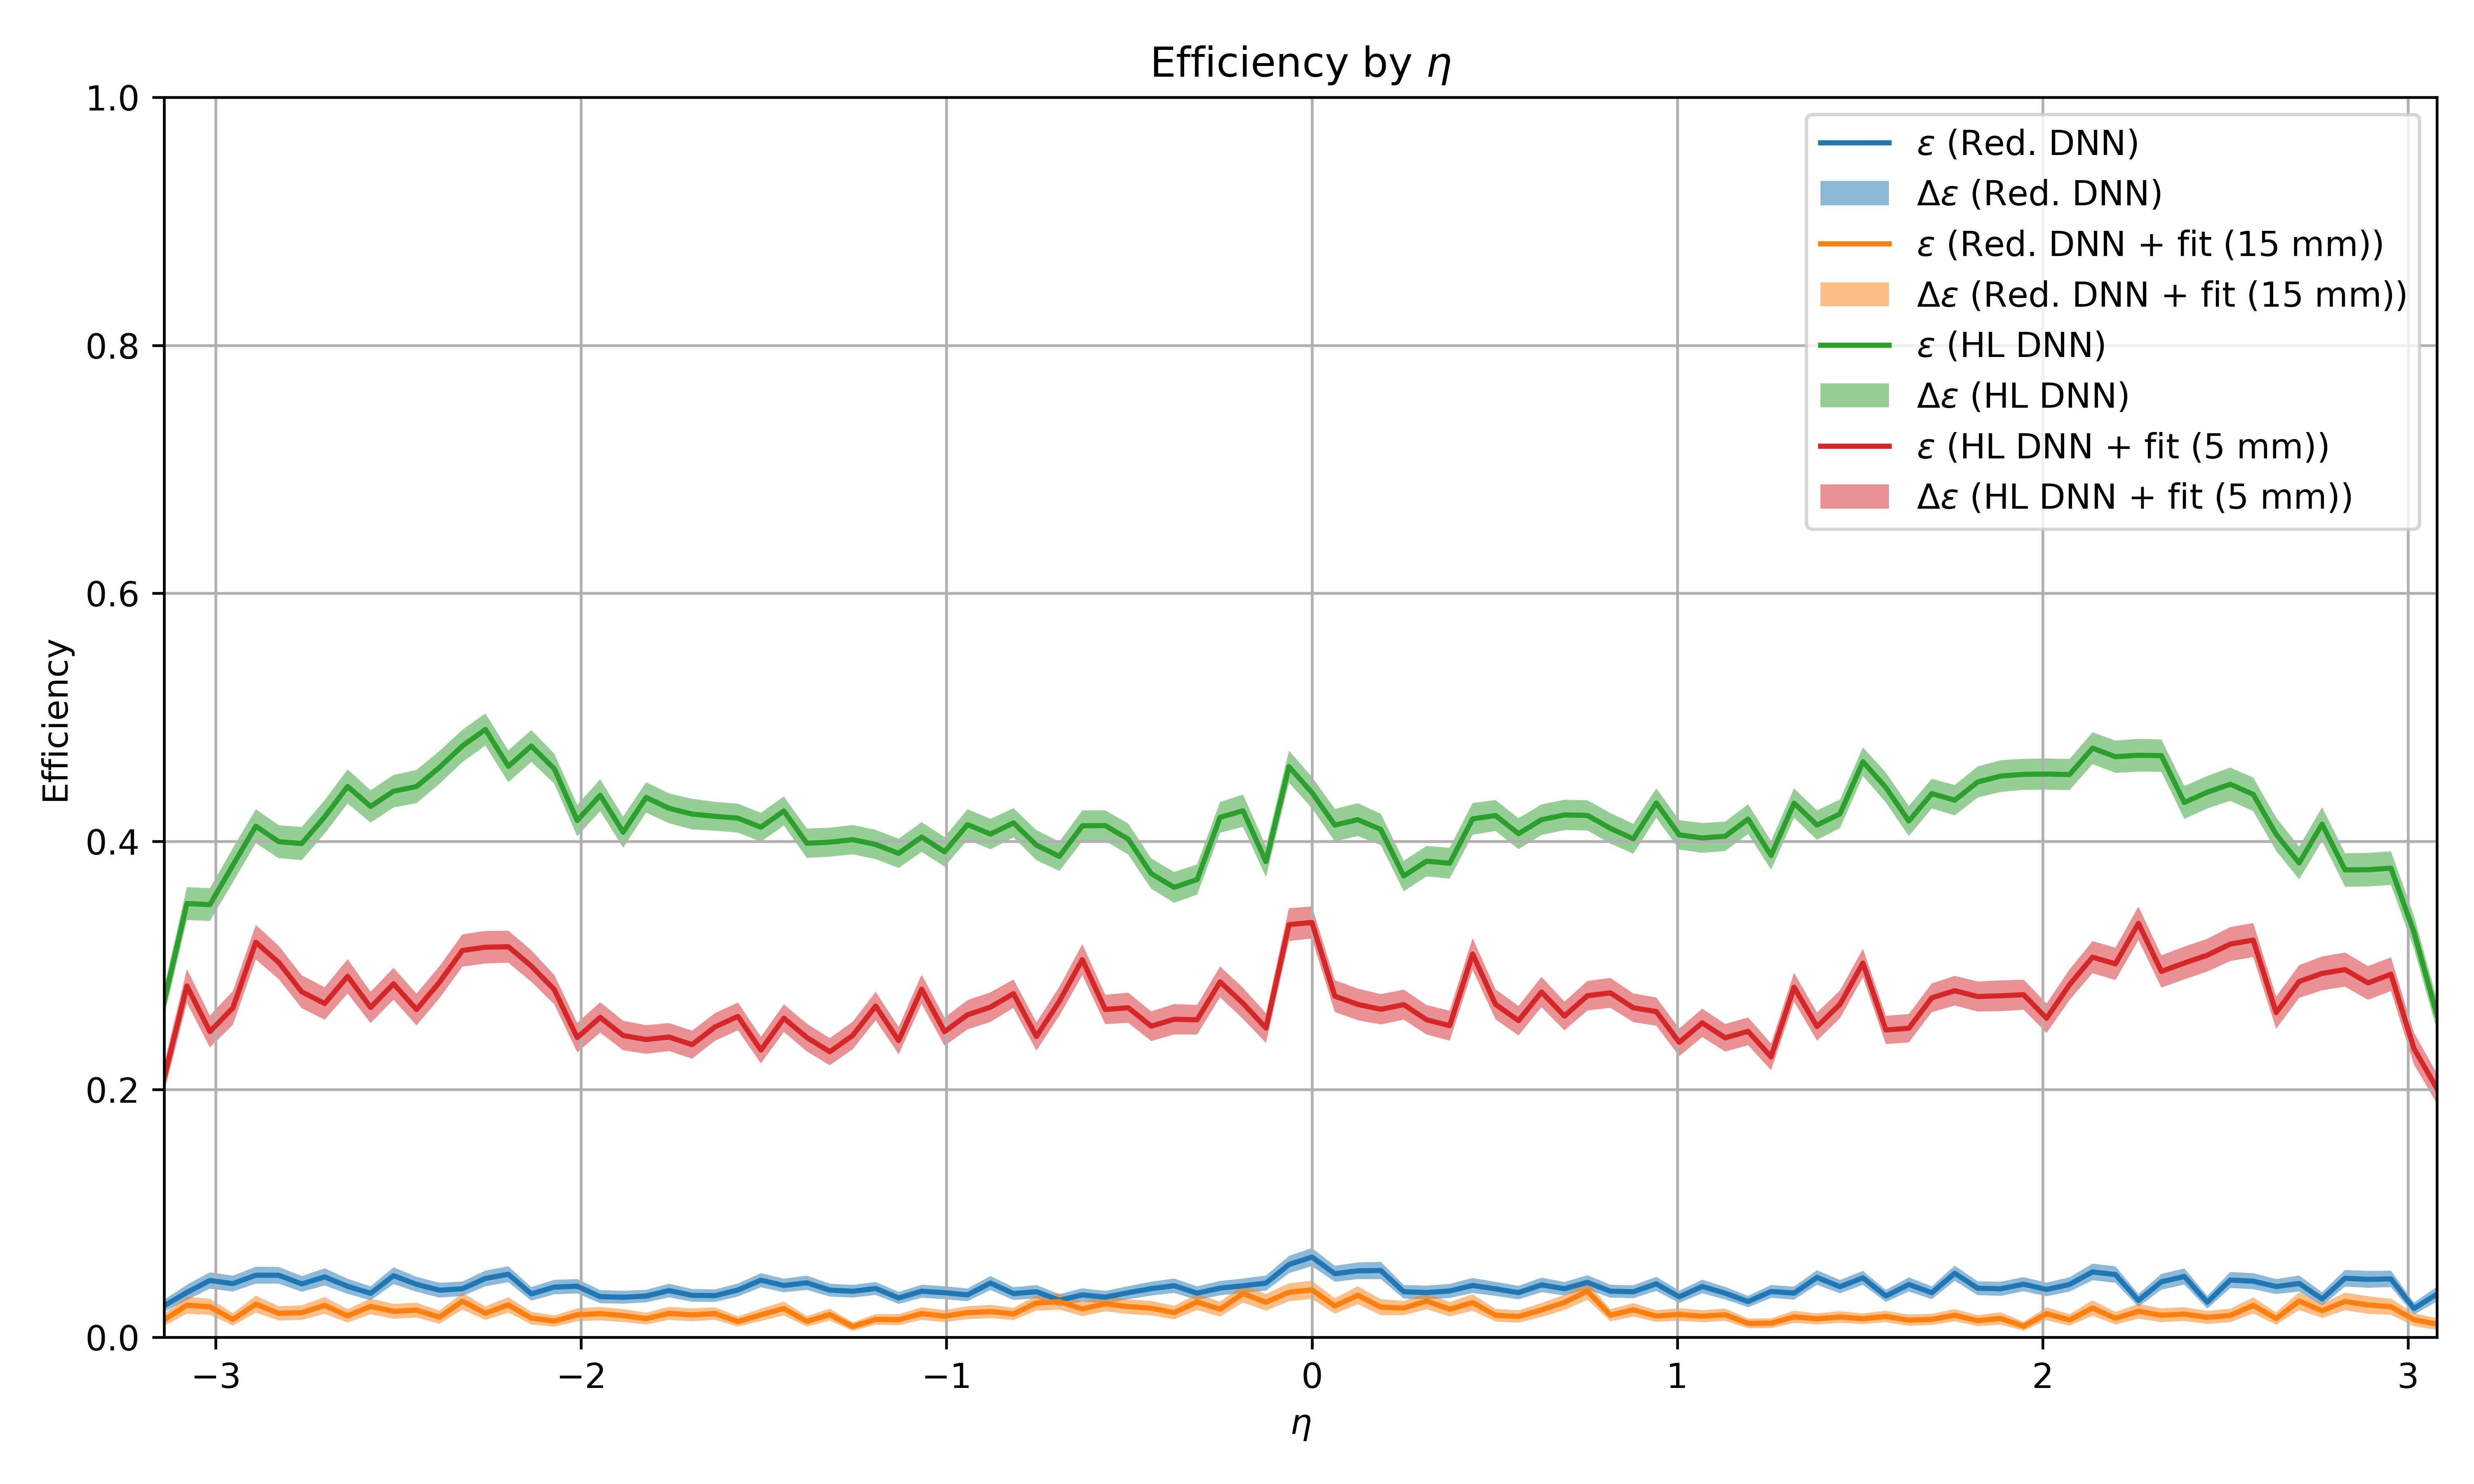 Efficiency by η
1.0
0.8
0.6
0.4
0.2
0.0
Efficiency
ε (Red. DNN)
Δε (Red. DNN)
ε (Red. DNN + fit (15 mm))
Δε (Red. DNN + fit (15 mm))
ε (HL DNN)
Δε (HL DNN)
ε (HL DNN + fit (5 mm))
Δε (HL DNN + fit (5 mm))
−3 −2 −1 0 1 2 3
η